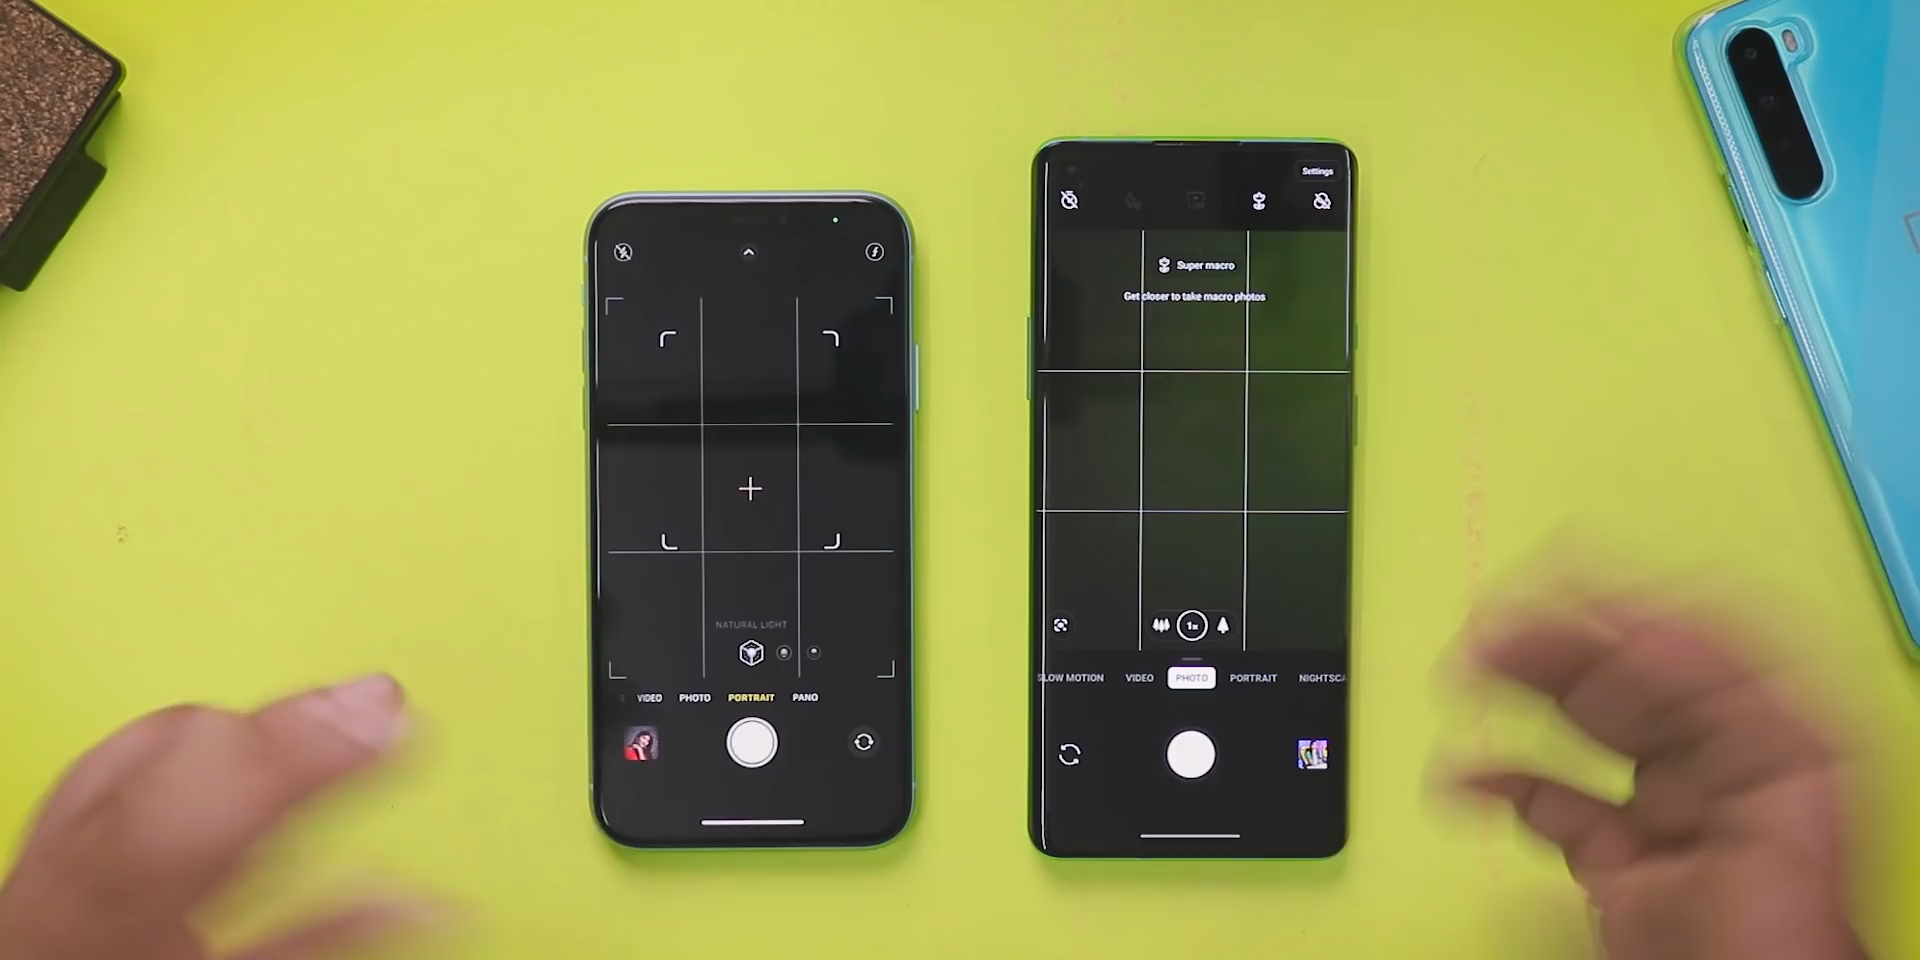 NATURAL LIGHT
VIDEO PHOTO PORTRAIT PANO
Settings
Super macro
Get closer to take macro photos
1x
SLOW MOTION VIDEO PHOTO PORTRAIT NIGHTSCA